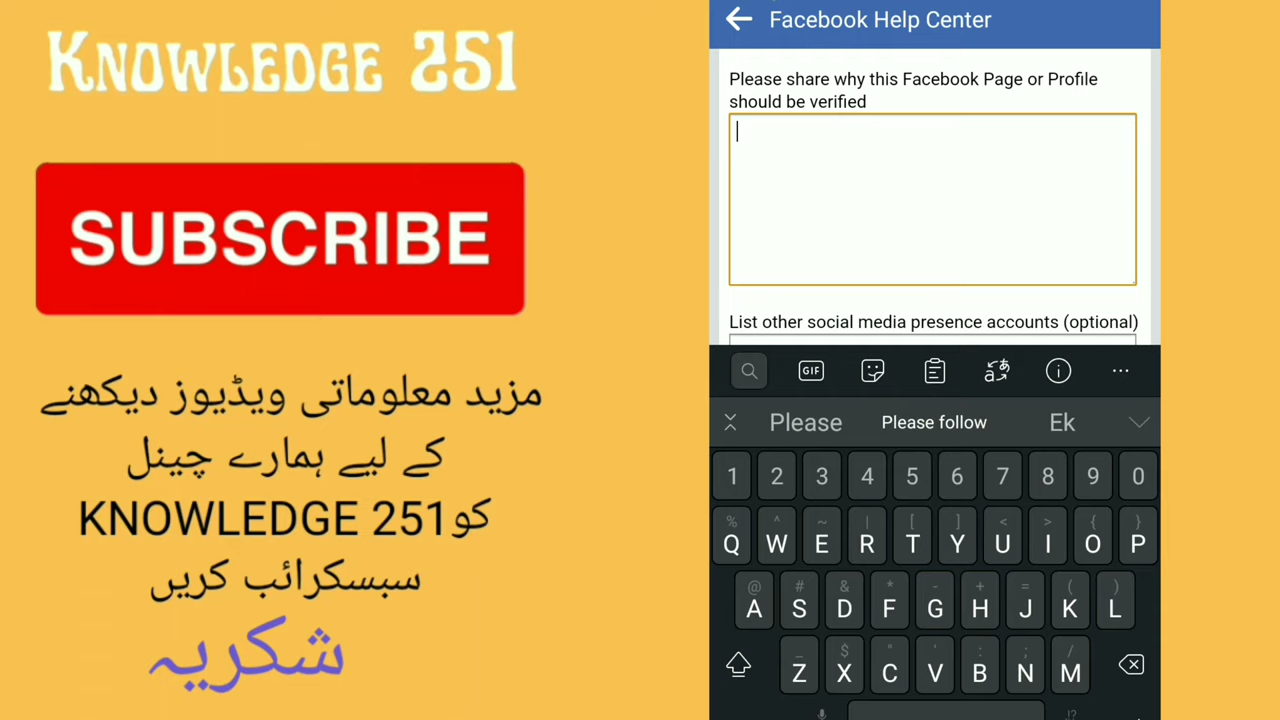 KNOWLEDGE 251
SUBSCRIBE
مزید معلوماتی ویڈیوز دیکھنے
کے لیے ہمارے چینل
KNOWLEDGE 251کو
سبسکرائب کریں
شکریہ
Facebook Help Center
Please share why this Facebook Page or Profile
should be verified
List other social media presence accounts (optional)
GIF
Please Please follow Ek
1 2 3 4 5 6 7 8 9 0
% ^ ~ | [ ] < > { }
Q W E R T Y U I O P
@ # & * - + = ( )
A S D F G H J K L
_ $ " ' : ; /
Z X C V B N M
!?